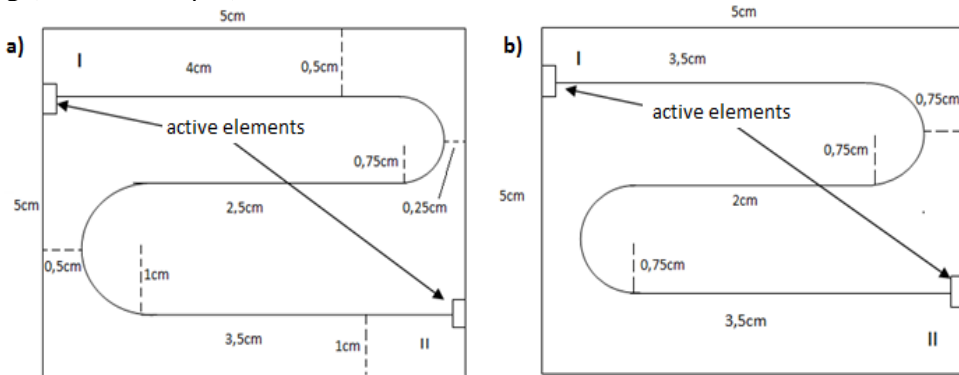 5cm
a)
I
4cm
0,5cm
active elements
0,75cm
5cm
2,5cm
0,25cm
0,5cm
1cm
3,5cm
1cm
II
5cm
b)
I
3,5cm
0,75cm
active elements
0,75cm
5cm
2cm
0,75cm
3,5cm
II